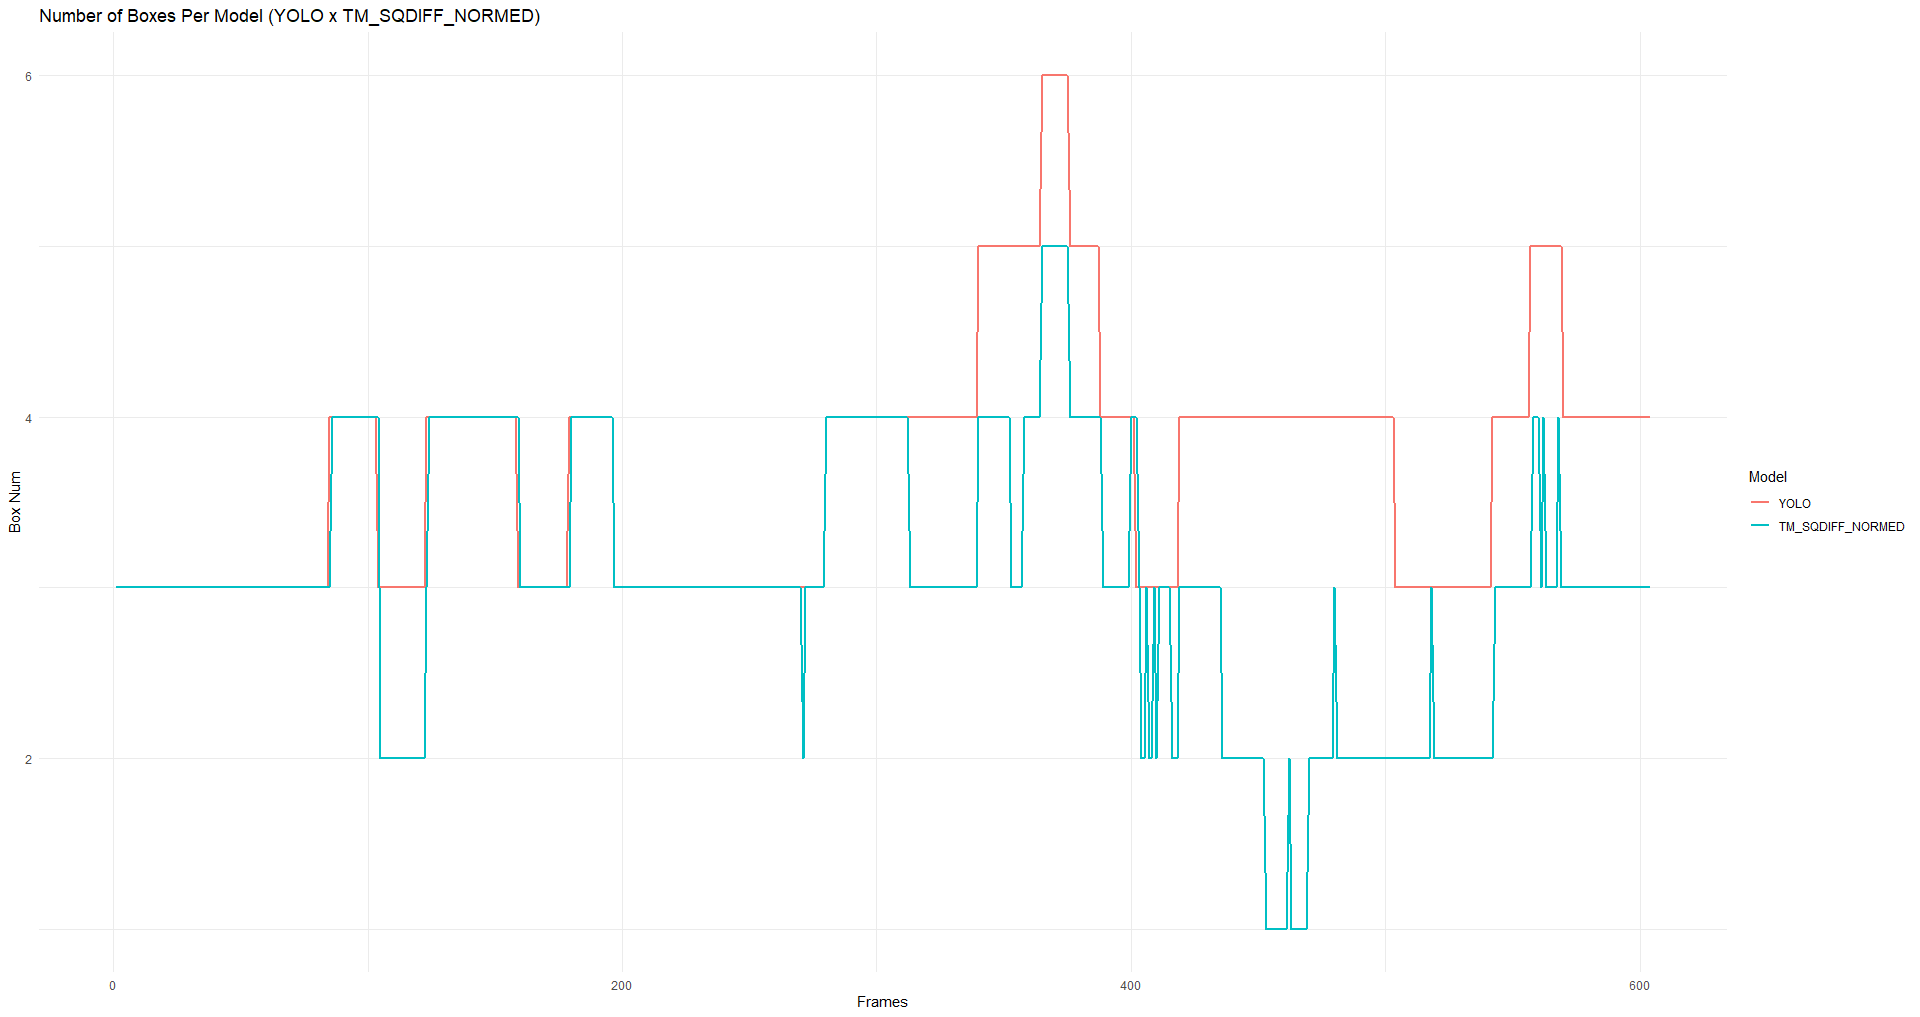 Number of Boxes Per Model (YOLO x TM_SQDIFF_NORMED)
6
4
2
Box Num
0
200
400
600
Frames
Model
YOLO
TM_SQDIFF_NORMED